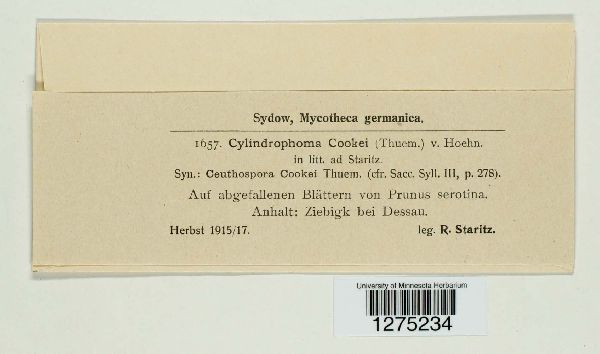 Sydow, Mycotheca germanica.
1657. Cylindrophoma Cookei (Thuem.) v. Hoehn.
in litt. ad Staritz.
Syn.: Ceuthospora Cookei Thuem. (cfr. Sacc. Syll. III, p. 278).
Auf abgefallenen Blättern von Prunus serotina.
Anhalt: Ziebigk bei Dessau.
Herbst 1915/17. leg. R. Staritz.
University of Minnesota Herbarium
1275234